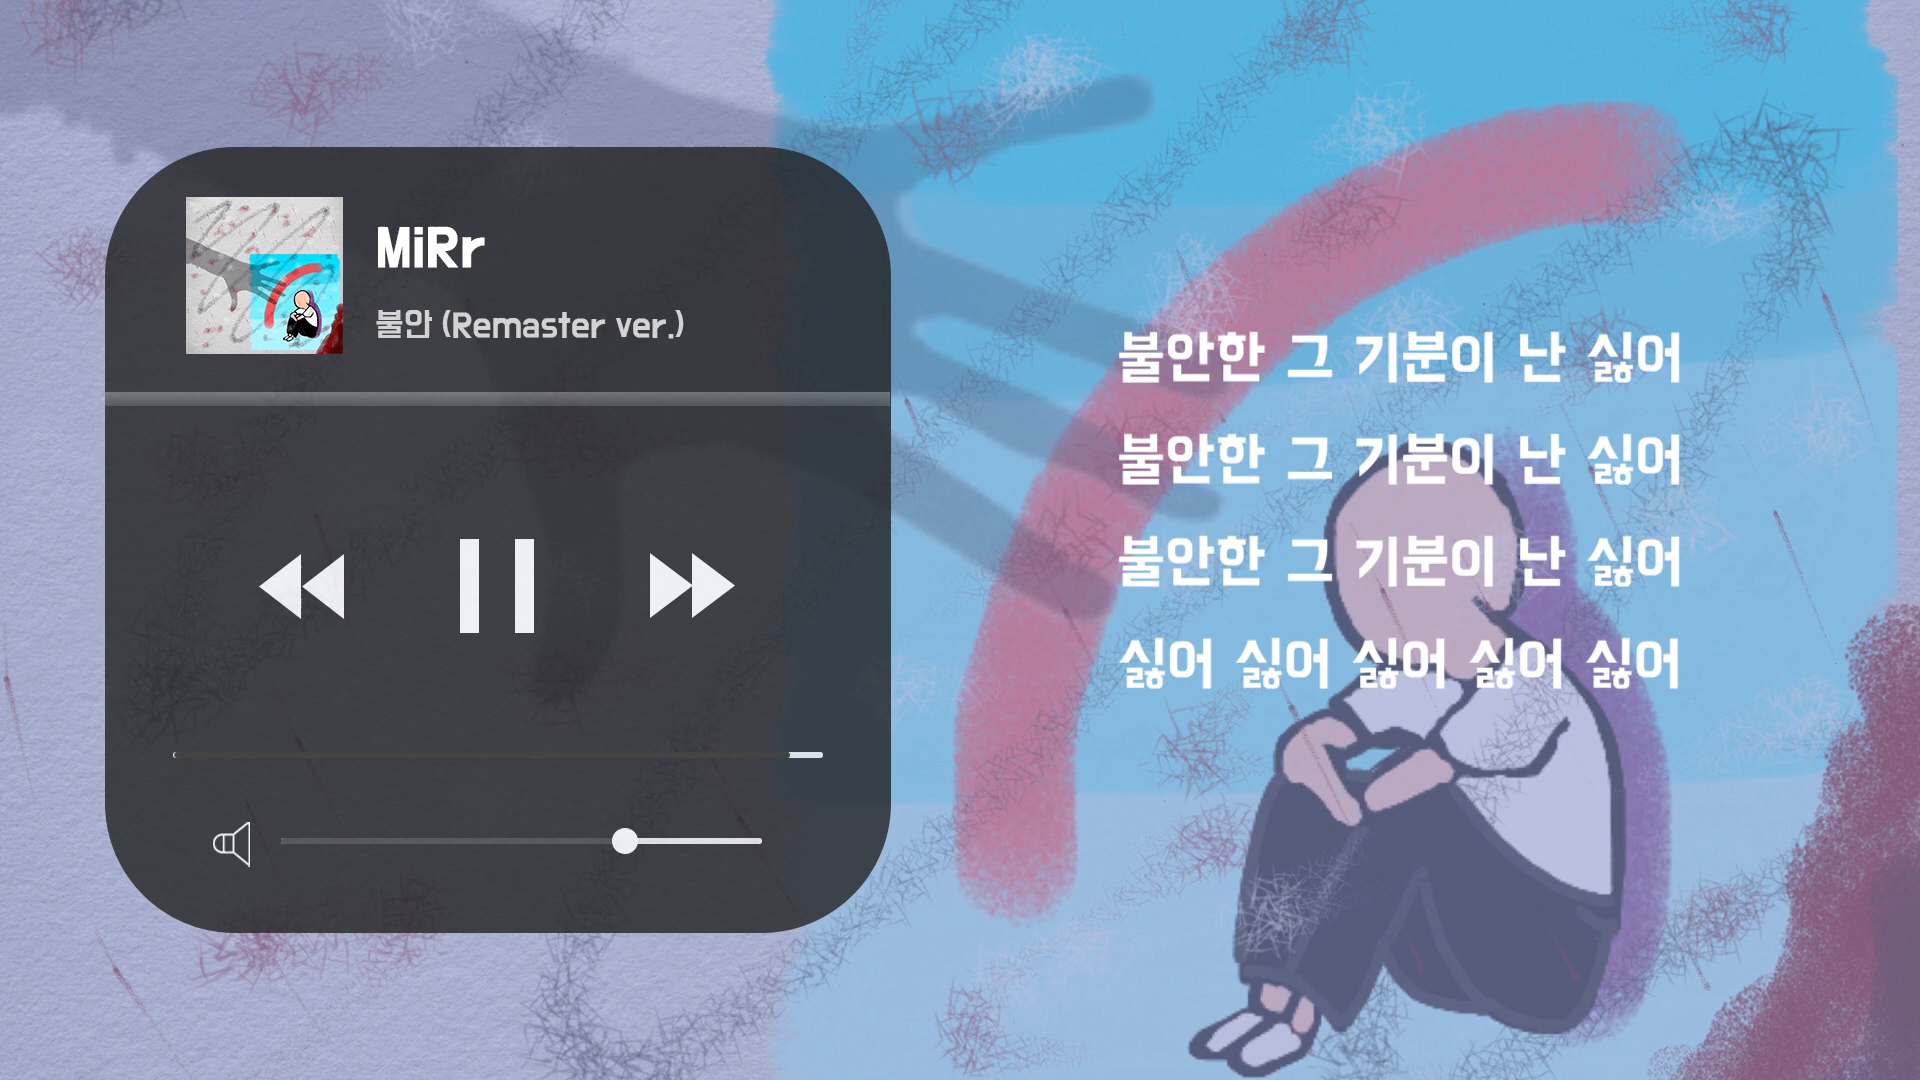 MiRr
불안 (Remaster ver.)
불안한 그 기분이 난 싫어
불안한 그 기분이 난 싫어
불안한 그 기분이 난 싫어
싫어 싫어 싫어 싫어 싫어